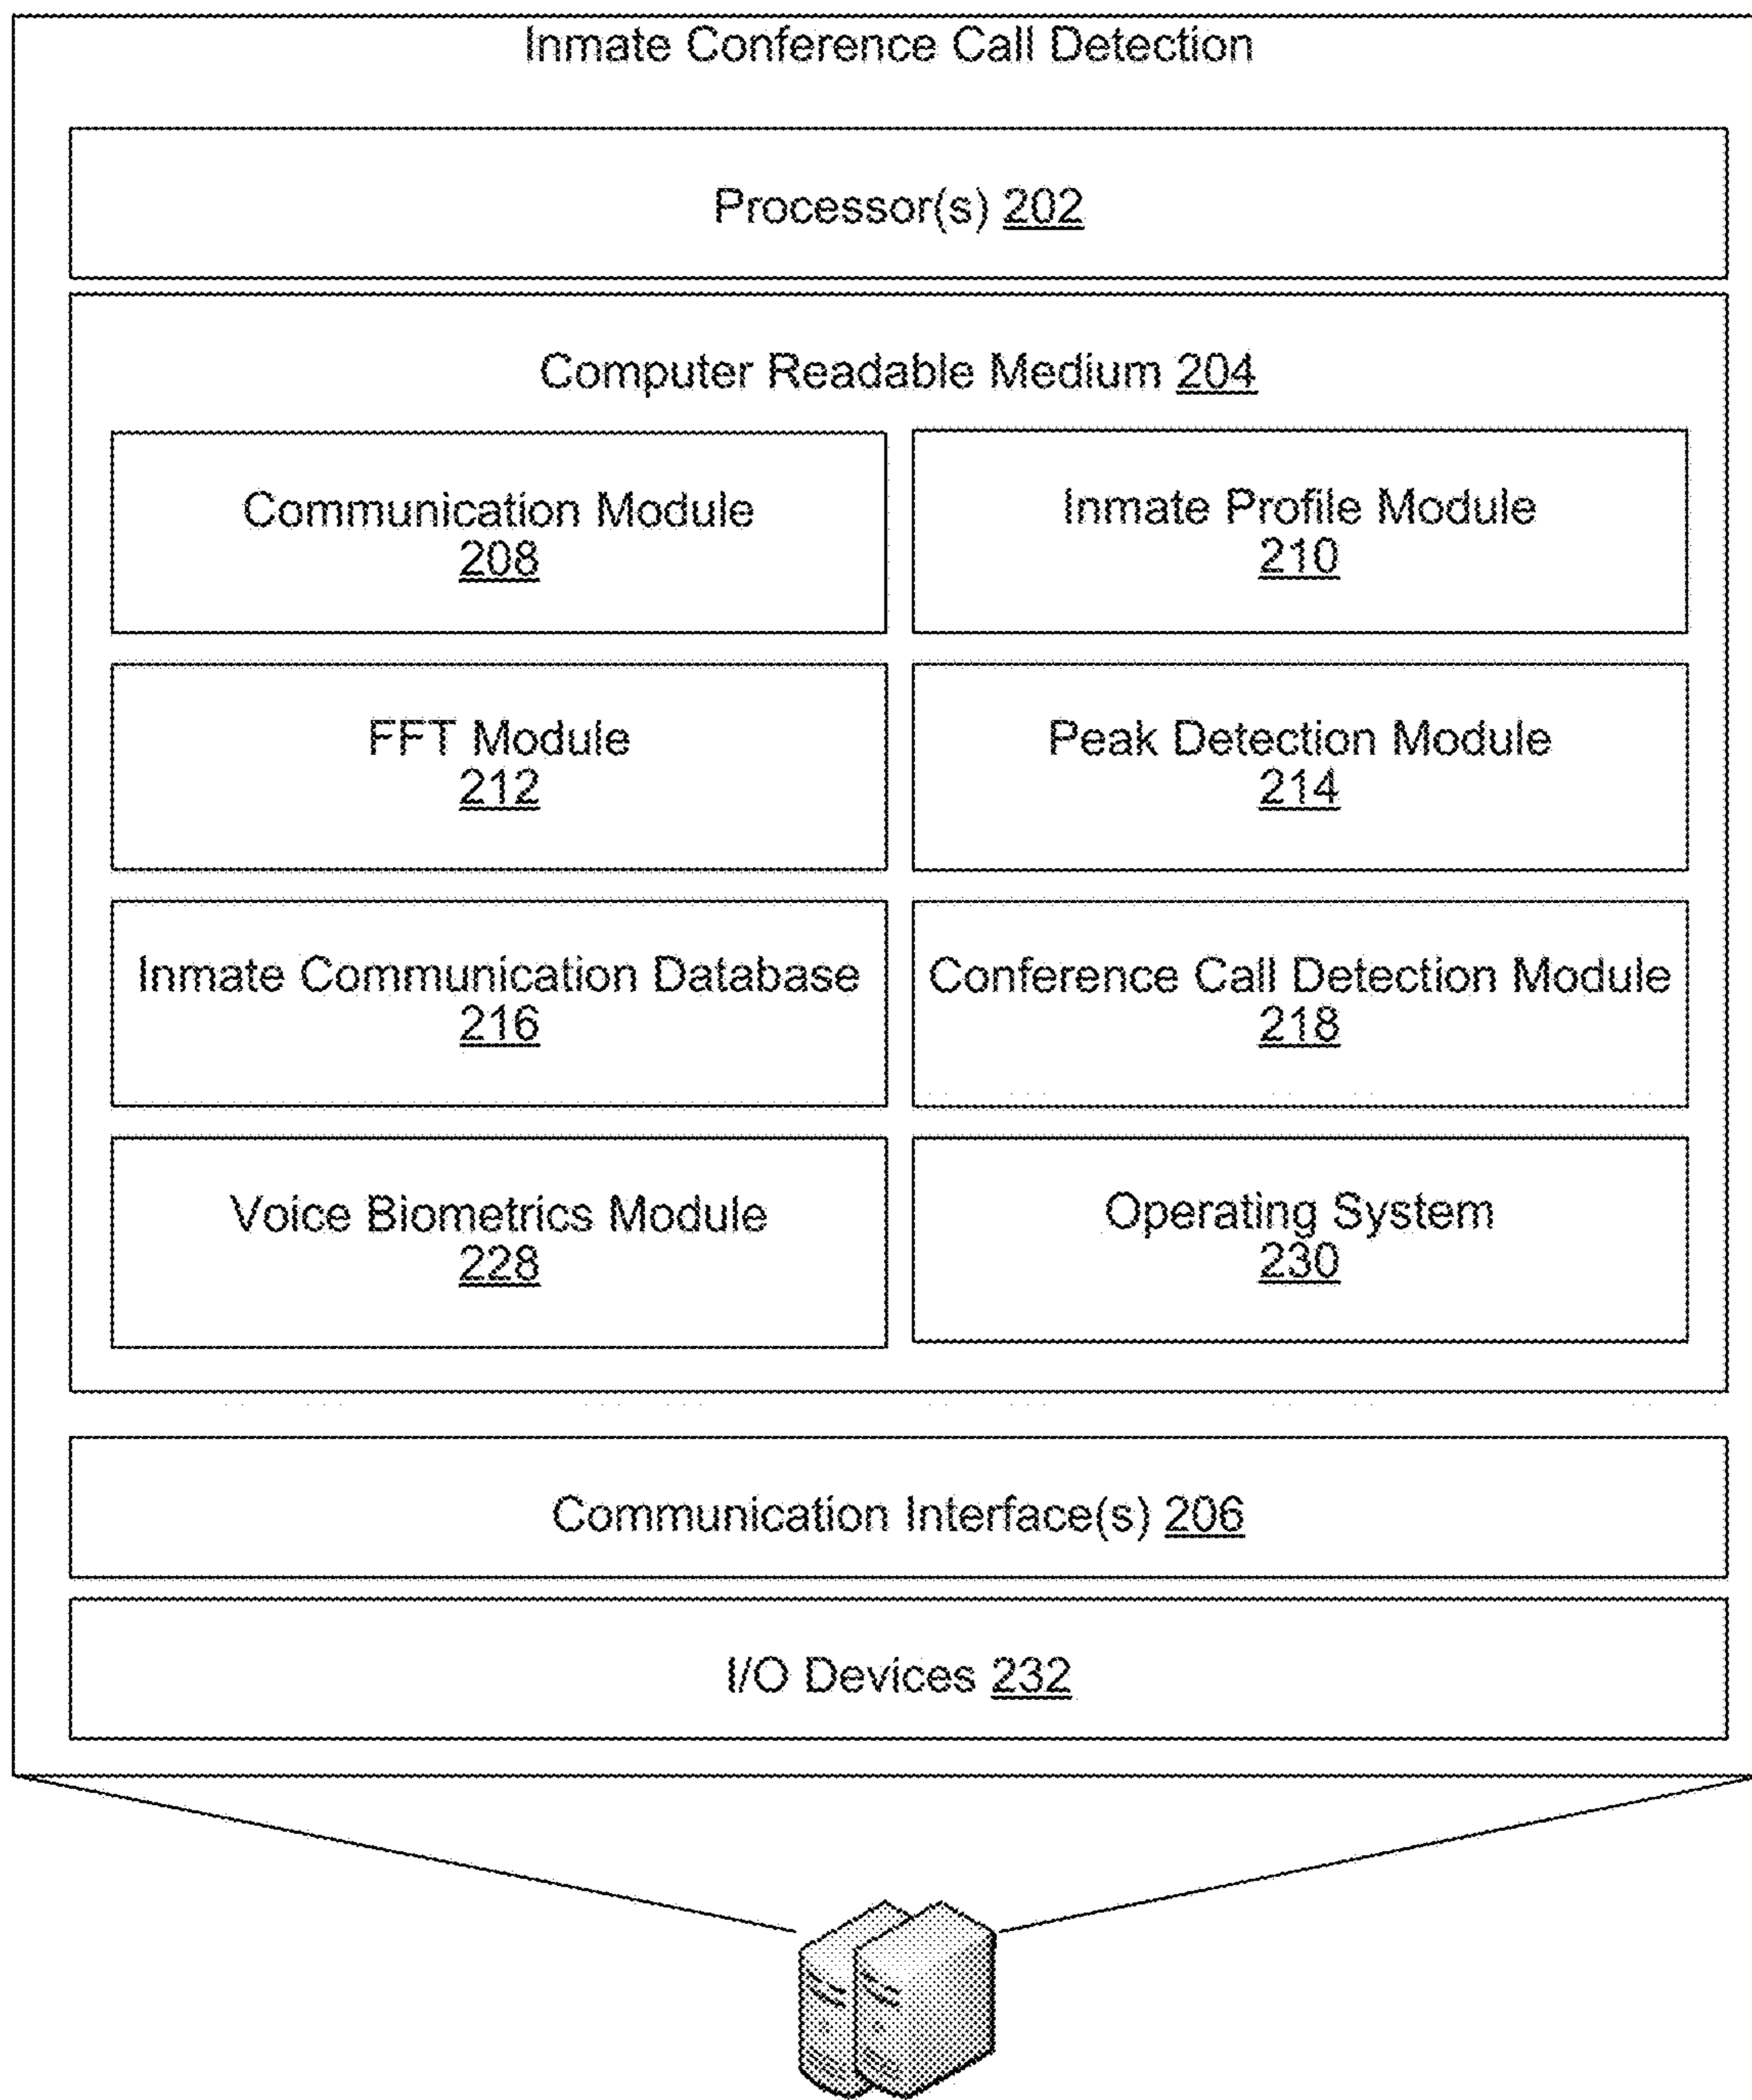 Inmate Conference Call Detection
Processor(s) 202
Computer Readable Medium 204
Communication Module
208
Inmate Profile Module
210
FFT Module
212
Peak Detection Module
214
Inmate Communication Database
216
Conference Call Detection Module
218
Voice Biometrics Module
228
Operating System
230
Communication Interface(s) 206
I/O Devices 232